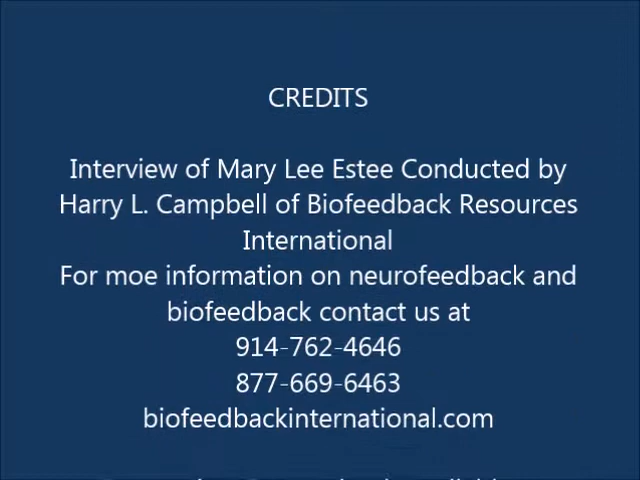 CREDITS
Interview of Mary Lee Estee Conducted by
Harry L. Campbell of Biofeedback Resources
International
For moe information on neurofeedback and
biofeedback contact us at
914-762-4646
877-669-6463
biofeedbackinternational.com